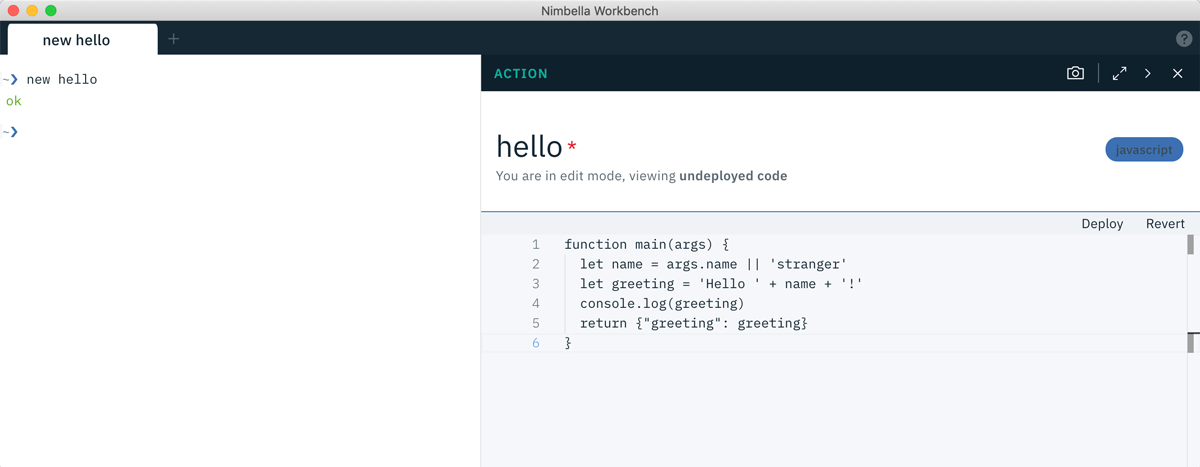 Nimbella Workbench
new hello
+
?
~❯ new hello
ok
~❯
ACTION
hello *
javascript
You are in edit mode, viewing undeployed code
Deploy Revert
1 function main(args) {
2 let name = args.name || 'stranger'
3 let greeting = 'Hello ' + name + '!'
4 console.log(greeting)
5 return {"greeting": greeting}
6 }